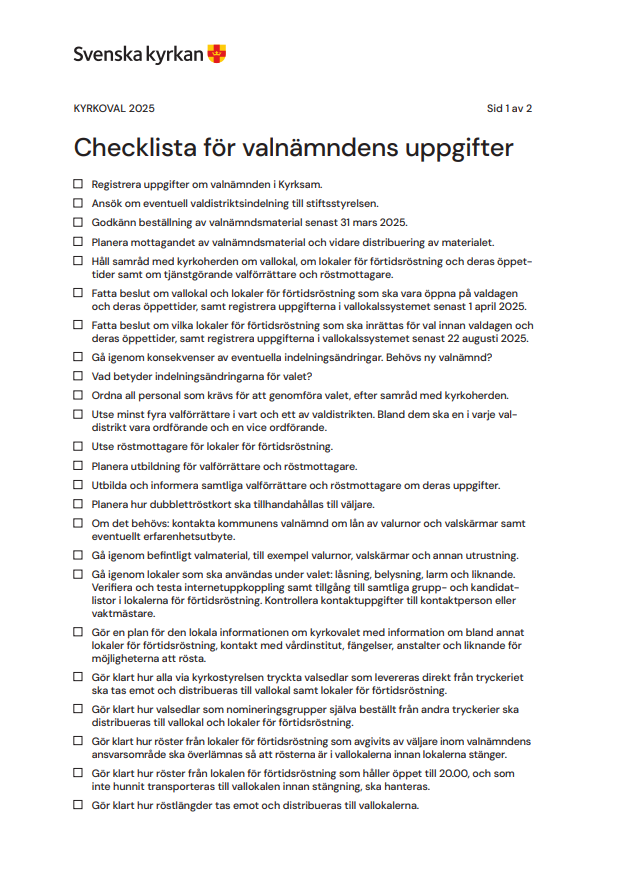 Svenska kyrkan
KYRKOVAL 2025
Sid 1 av 2
Checklista för valnämndens uppgifter
Registrera uppgifter om valnämnden i Kyrksam.
Ansök om eventuell valdistriktsindelning till stiftsstyrelsen.
Godkänn beställning av valnämndsmaterial senast 31 mars 2025.
Planera mottagandet av valnämndsmaterial och vidare distribuering av materialet.
Håll samråd med kyrkoherden om vallokal, om lokaler för förtidsröstning och deras öppet-
tider samt om tjänstgörande valförrättare och röstmottagare.
Fatta beslut om vallokal och lokaler för förtidsröstning som ska vara öppna på valdagen
och deras öppettider, samt registrera uppgifterna i vallokalssystemet senast 1 april 2025.
Fatta beslut om vilka lokaler för förtidsröstning som ska inrättas för val innan valdagen och
deras öppettider, samt registrera uppgifterna i vallokalssystemet senast 22 augusti 2025.
Gå igenom konsekvenser av eventuella indelningsändringar. Behövs ny valnämnd?
Vad betyder indelningsändringarna för valet?
Ordna all personal som krävs för att genomföra valet, efter samråd med kyrkoherden.
Utse minst fyra valförrättare i vart och ett av valdistrikten. Bland dem ska en i varje val-
distrikt vara ordförande och en vice ordförande.
Utse röstmottagare för lokaler för förtidsröstning.
Planera utbildning för valförrättare och röstmottagare.
Utbilda och informera samtliga valförrättare och röstmottagare om deras uppgifter.
Planera hur dubblettröstkort ska tillhandahållas till väljare.
Om det behövs: kontakta kommunens valnämnd om lån av valurnor och valskärmar samt
eventuellt erfarenhetsutbyte.
Gå igenom befintligt valmaterial, till exempel valurnor, valskärmar och annan utrustning.
Gå igenom lokaler som ska användas under valet: låsning, belysning, larm och liknande.
Verifiera och testa internetuppkoppling samt tillgång till samtliga grupp- och kandidat-
listor i lokalerna för förtidsröstning. Kontrollera kontaktuppgifter till kontaktperson eller
vaktmästare.
Gör en plan för den lokala informationen om kyrkovalet med information om bland annat
lokaler för förtidsröstning, kontakt med vårdinstitut, fängelser, anstalter och liknande för
möjligheterna att rösta.
Gör klart hur alla via kyrkostyrelsen tryckta valsedlar som levereras direkt från tryckeriet
ska tas emot och distribueras till vallokal samt lokaler för förtidsröstning.
Gör klart hur valsedlar som nomineringsgrupper själva beställt från andra tryckerier ska
distribueras till vallokal och lokaler för förtidsröstning.
Gör klart hur röster från lokaler för förtidsröstning som avgivits av väljare inom valnämndens
ansvarsområde ska överlämnas så att rösterna är i vallokalerna innan lokalerna stänger.
Gör klart hur röster från lokalen för förtidsröstning som håller öppet till 20.00, och som
inte hunnit transporteras till vallokalen innan stängning, ska hanteras.
Gör klart hur röstlängder tas emot och distribueras till vallokalerna.